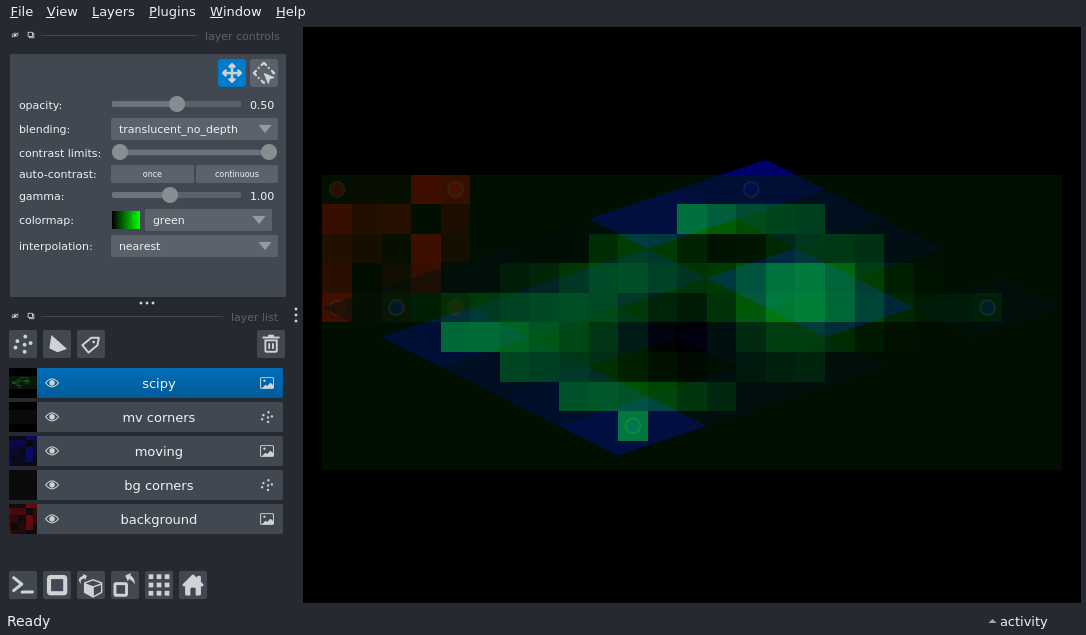 File View Layers Plugins Window Help
layer controls
opacity: 0.50
blending: translucent_no_depth
contrast limits:
auto-contrast: once continuous
gamma: 1.00
colormap: green
interpolation: nearest
layer list
scipy
mv corners
moving
bg corners
background
Ready
activity